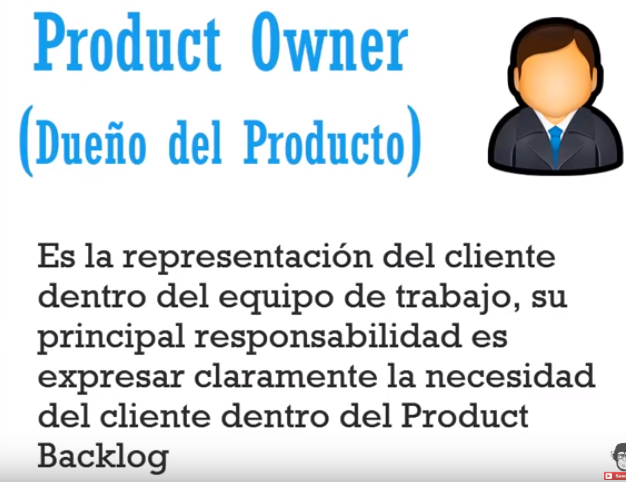 Product Owner
(Dueño del Producto)
Es la representación del cliente
dentro del equipo de trabajo, su
principal responsabilidad es
expresar claramente la necesidad
del cliente dentro del Product
Backlog